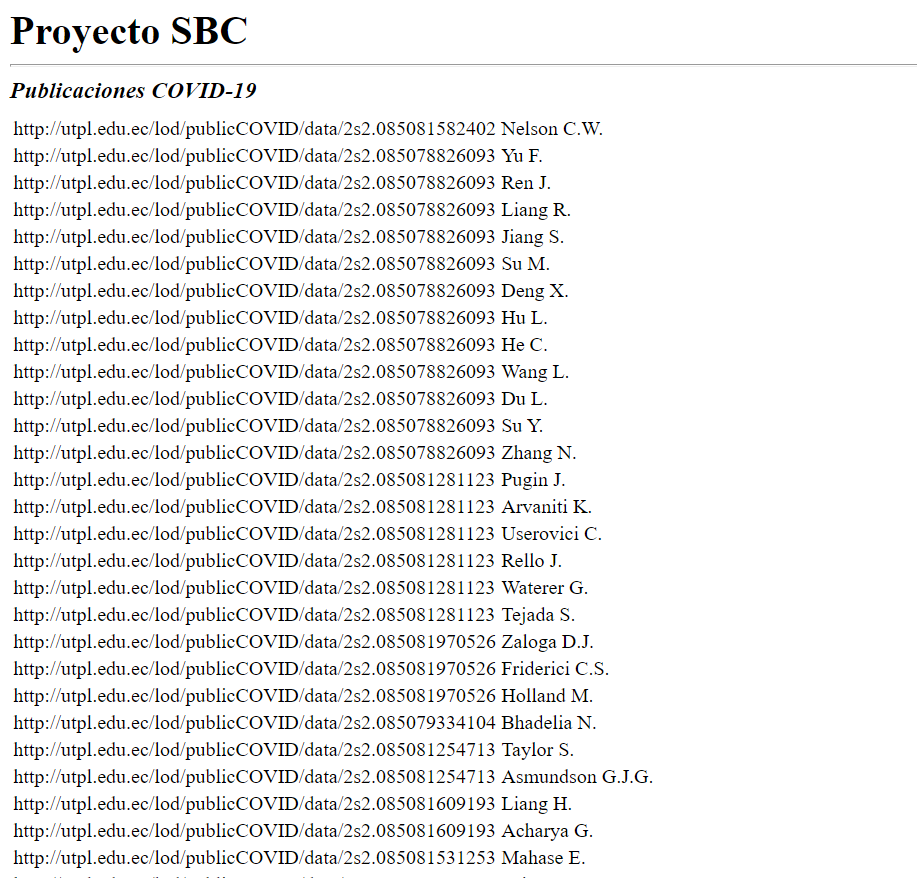 Proyecto SBC
Publicaciones COVID-19
http://utpl.edu.ec/lod/publicCOVID/data/2s2.085081582402 Nelson C.W.
http://utpl.edu.ec/lod/publicCOVID/data/2s2.085078826093 Yu F.
http://utpl.edu.ec/lod/publicCOVID/data/2s2.085078826093 Ren J.
http://utpl.edu.ec/lod/publicCOVID/data/2s2.085078826093 Liang R.
http://utpl.edu.ec/lod/publicCOVID/data/2s2.085078826093 Jiang S.
http://utpl.edu.ec/lod/publicCOVID/data/2s2.085078826093 Su M.
http://utpl.edu.ec/lod/publicCOVID/data/2s2.085078826093 Deng X.
http://utpl.edu.ec/lod/publicCOVID/data/2s2.085078826093 Hu L.
http://utpl.edu.ec/lod/publicCOVID/data/2s2.085078826093 He C.
http://utpl.edu.ec/lod/publicCOVID/data/2s2.085078826093 Wang L.
http://utpl.edu.ec/lod/publicCOVID/data/2s2.085078826093 Du L.
http://utpl.edu.ec/lod/publicCOVID/data/2s2.085078826093 Su Y.
http://utpl.edu.ec/lod/publicCOVID/data/2s2.085078826093 Zhang N.
http://utpl.edu.ec/lod/publicCOVID/data/2s2.085081281123 Pugin J.
http://utpl.edu.ec/lod/publicCOVID/data/2s2.085081281123 Arvaniti K.
http://utpl.edu.ec/lod/publicCOVID/data/2s2.085081281123 Userovici C.
http://utpl.edu.ec/lod/publicCOVID/data/2s2.085081281123 Rello J.
http://utpl.edu.ec/lod/publicCOVID/data/2s2.085081281123 Waterer G.
http://utpl.edu.ec/lod/publicCOVID/data/2s2.085081281123 Tejada S.
http://utpl.edu.ec/lod/publicCOVID/data/2s2.085081970526 Zaloga D.J.
http://utpl.edu.ec/lod/publicCOVID/data/2s2.085081970526 Friderici C.S.
http://utpl.edu.ec/lod/publicCOVID/data/2s2.085081970526 Holland M.
http://utpl.edu.ec/lod/publicCOVID/data/2s2.085079334104 Bhadelia N.
http://utpl.edu.ec/lod/publicCOVID/data/2s2.085081254713 Taylor S.
http://utpl.edu.ec/lod/publicCOVID/data/2s2.085081254713 Asmundson G.J.G.
http://utpl.edu.ec/lod/publicCOVID/data/2s2.085081609193 Liang H.
http://utpl.edu.ec/lod/publicCOVID/data/2s2.085081609193 Acharya G.
http://utpl.edu.ec/lod/publicCOVID/data/2s2.085081531253 Mahase E.